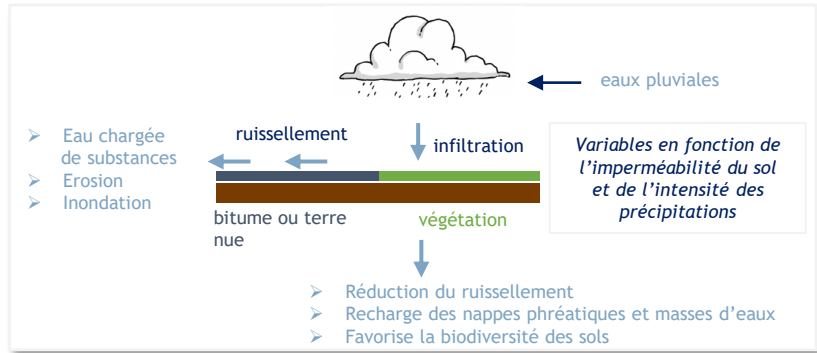 eaux pluviales
➢ Eau chargée
de substances
➢ Erosion
➢ Inondation
ruissellement
infiltration
Variables en fonction de
l'imperméabilité du sol
et de l'intensité des
précipitations
bitume ou terre
nue
végétation
➢ Réduction du ruissellement
➢ Recharge des nappes phréatiques et masses d'eaux
➢ Favorise la biodiversité des sols